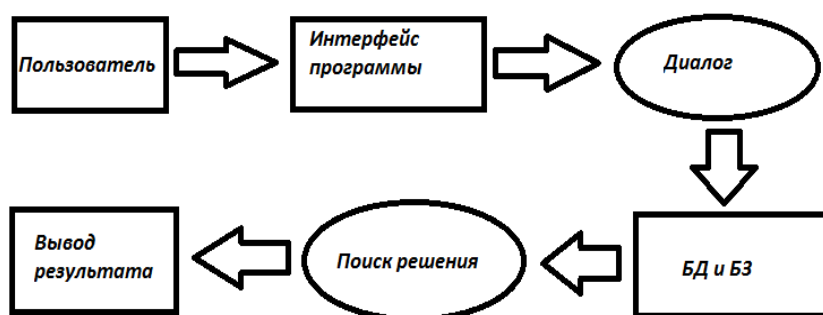 Пользователь
Интерфейс
программы
Диалог
Вывод
результата
Поиск решения
БД и БЗ